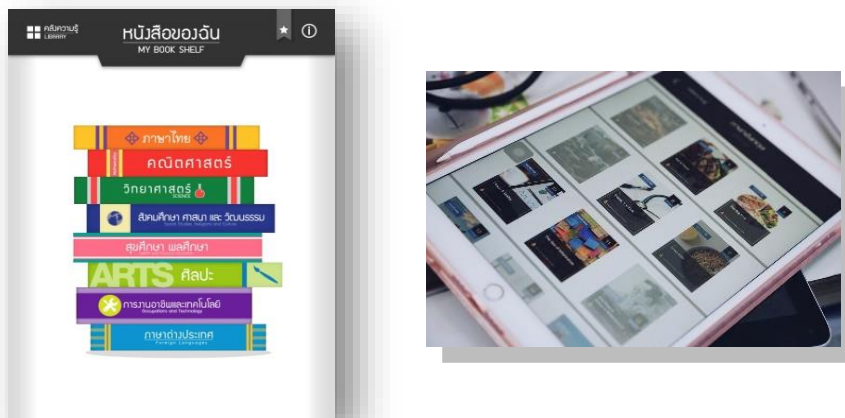 คลังความรู้
LIBRARY
หนังสือของฉัน
MY BOOK SHELF
ภาษาไทย
คณิตศาสตร์
วิทยาศาสตร์
SCIENCE
สังคมศึกษา ศาสนา และ วัฒนธรรม
Social Studies, Religions and Culture
สุขศึกษา พลศึกษา
ARTS ศิลปะ
การงานอาชีพและเทคโนโลยี
Occupations and Technology
ภาษาต่างประเทศ
Foreign Languages